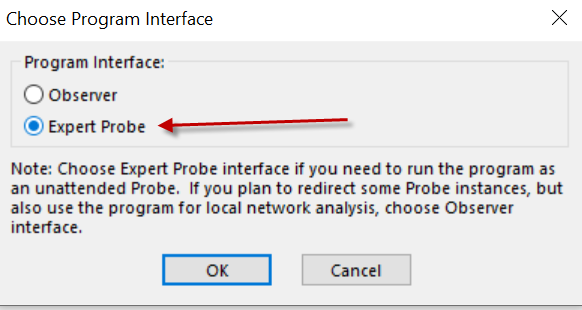 Choose Program Interface
Program Interface:
Observer
Expert Probe
Note: Choose Expert Probe interface if you need to run the program as
an unattended Probe.  If you plan to redirect some Probe instances, but
also use the program for local network analysis, choose Observer
interface.
OK
Cancel